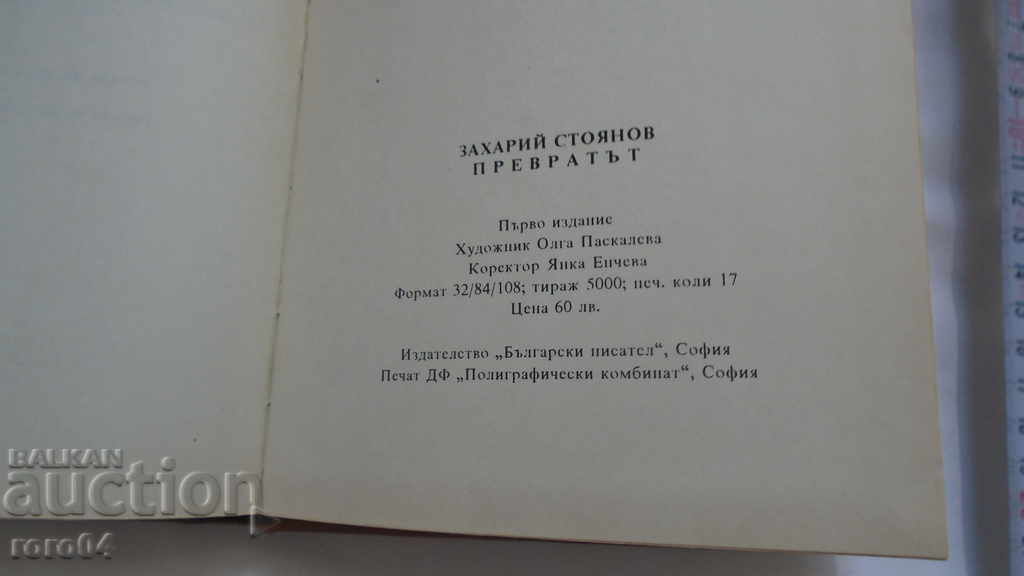 ЗАХАРИЙ СТОЯНОВ
ПРЕВРАТЪТ
Първо издание
Художник Олга Паскалева
Коректор Янка Енчева
Формат 32/84/108; тираж 5000; печ. коли 17
Цена 60 лв.
Издателство „Български писател“, София
Печат ДФ „Полиграфически комбинат“, София
BALKAN
auction
roro04